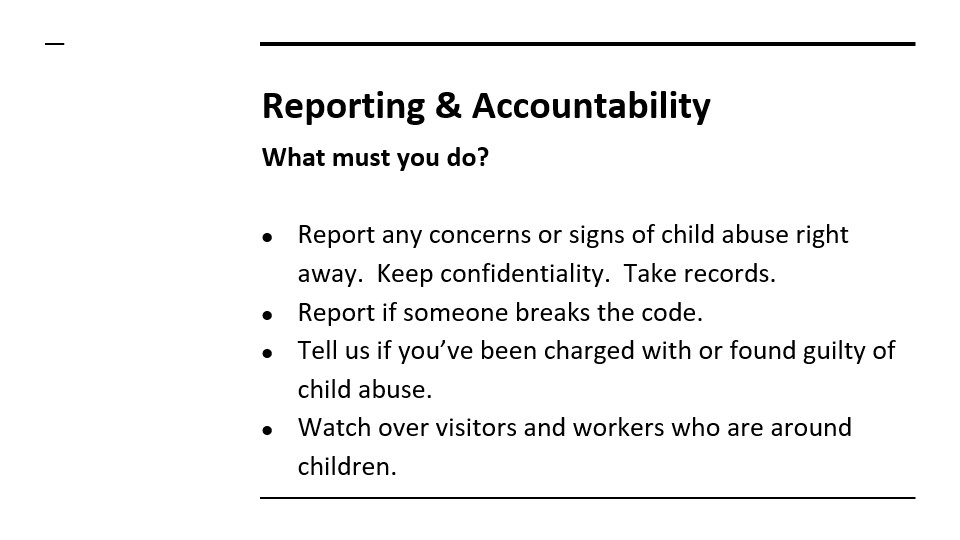 Reporting & Accountability
What must you do?
● Report any concerns or signs of child abuse right
away.  Keep confidentiality.  Take records.
● Report if someone breaks the code.
● Tell us if you’ve been charged with or found guilty of
child abuse.
● Watch over visitors and workers who are around
children.